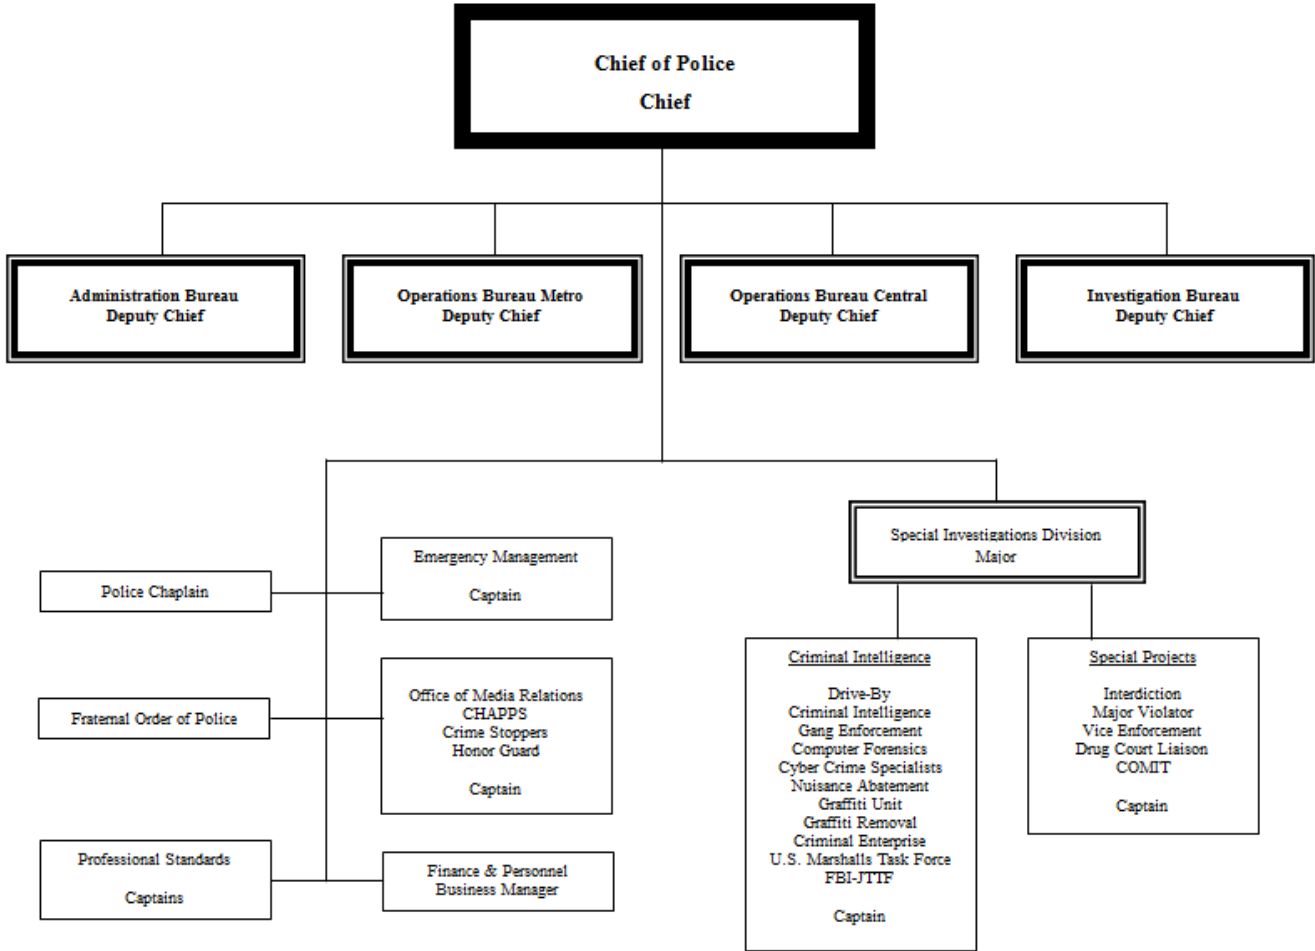 Chief of Police
Chief
Administration Bureau
Deputy Chief
Operations Bureau Metro
Deputy Chief
Operations Bureau Central
Deputy Chief
Investigation Bureau
Deputy Chief
Police Chaplain
Emergency Management
Captain
Fraternal Order of Police
Office of Media Relations
CHAPPS
Crime Stoppers
Honor Guard
Captain
Professional Standards
Captains
Finance & Personnel
Business Manager
Special Investigations Division
Major
Criminal Intelligence
Drive-By
Criminal Intelligence
Gang Enforcement
Computer Forensics
Cyber Crime Specialists
Nuisance Abatement
Graffiti Unit
Graffiti Removal
Criminal Enterprise
U.S. Marshalls Task Force
FBI-JTTF
Captain
Special Projects
Interdiction
Major Violator
Vice Enforcement
Drug Court Liaison
COMIT
Captain